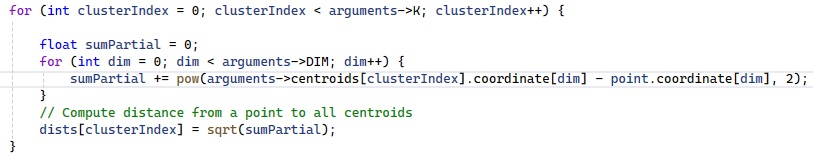 for (int clusterIndex = 0; clusterIndex < arguments->K; clusterIndex++) {
float sumPartial = 0;
for (int dim = 0; dim < arguments->DIM; dim++) {
sumPartial += pow(arguments->centroids[clusterIndex].coordinate[dim] - point.coordinate[dim], 2);
}
// Compute distance from a point to all centroids
dists[clusterIndex] = sqrt(sumPartial);
}